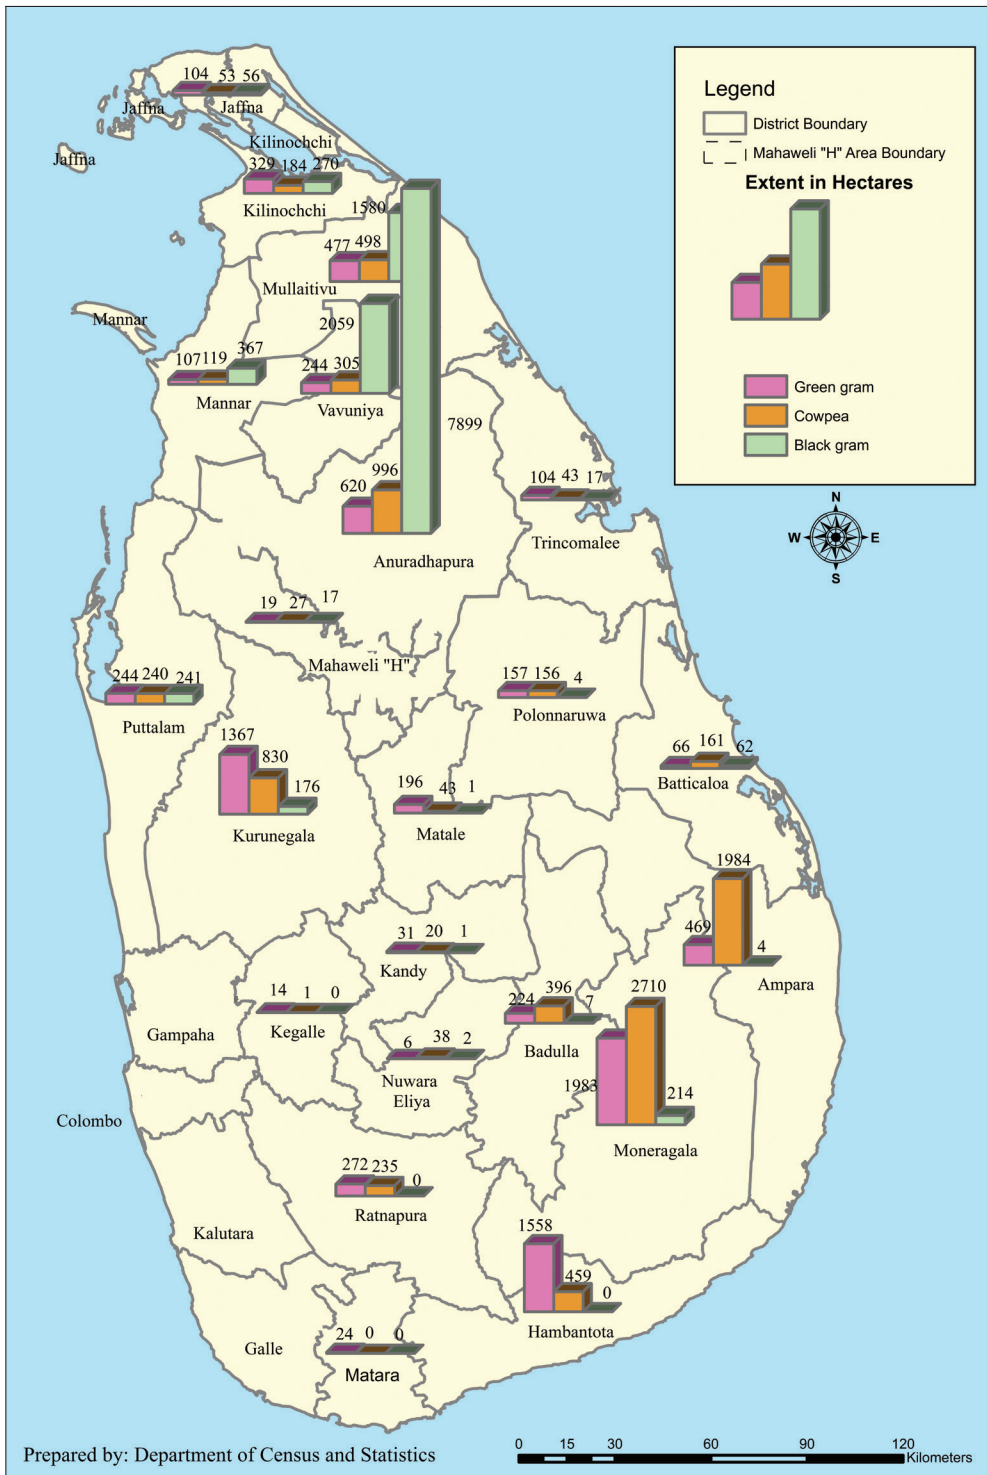 Legend
District Boundary
Mahaweli "H" Area Boundary
Extent in Hectares
Green gram
Cowpea
Black gram
N
W E
S
104 53 56
Jaffna
Jaffna
Jaffna
Kilinochchi
329 184 270
Kilinochchi
1580
477 498
Mullaitivu
Mannar
2059
107 119 367
Mannar
244 305
Vavuniya
7899
996
620
Anuradhapura
104 43 17
Trincomalee
19 27 17
Mahaweli "H"
244 240 241
Puttalam
157 156 4
Polonnaruwa
1367
830
176
Kurunegala
66 161 62
Batticaloa
196 43 1
Matale
1984
469
4
Ampara
31 20 1
Kandy
14 1 0
Kegalle
Gampaha
224 396 7
Badulla
2710
1983
214
Moneragala
6 38 2
Nuwara
Eliya
Colombo
272 235 0
Ratnapura
Kalutara
1558
459
0
Hambantota
24 0 0
Matara
Galle
Prepared by: Department of Census and Statistics
0 15 30 60 90 120
Kilometers